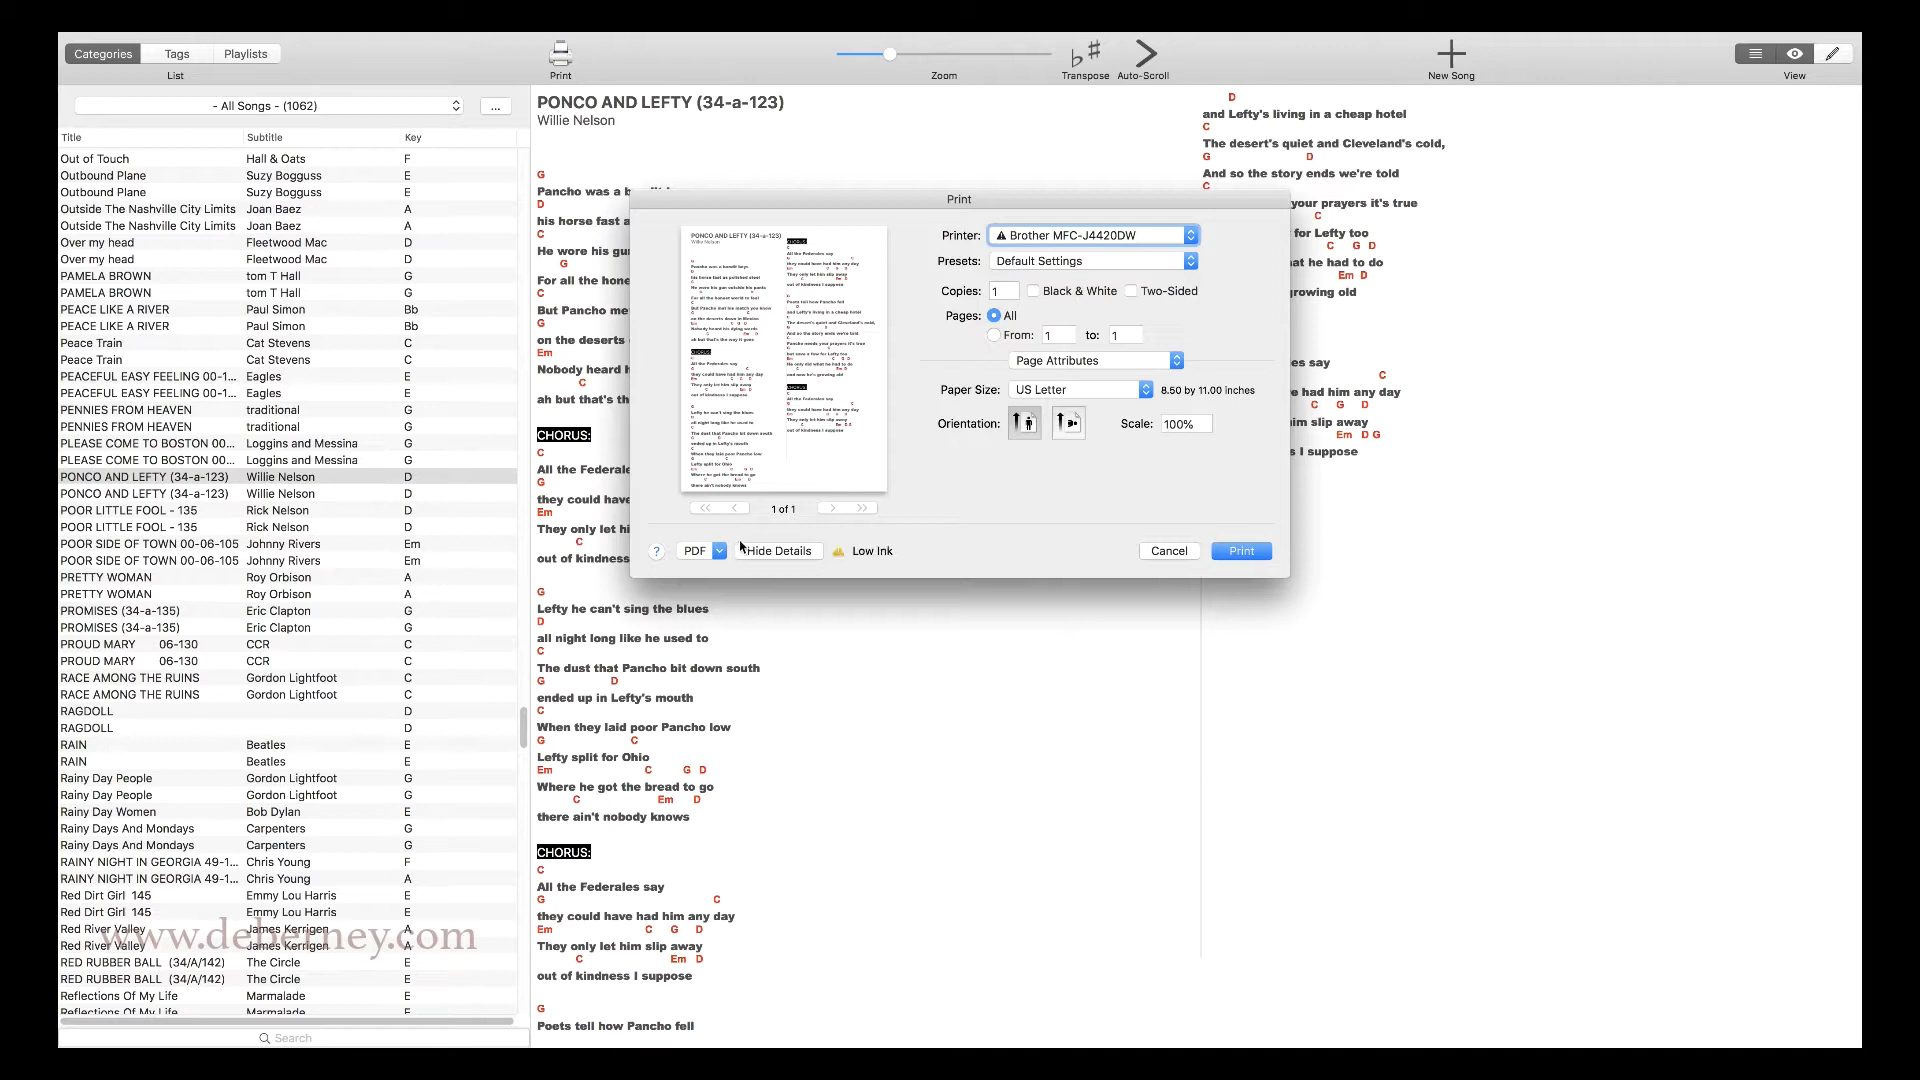 Categories
Tags
Playlists
List
Print
Zoom
Transpose
Auto-Scroll
New Song
View
- All Songs - (1062)
...
Title Subtitle Key
Out of Touch Hall & Oats F
Outbound Plane Suzy Bogguss E
Outbound Plane Suzy Bogguss E
Outside The Nashville City Limits Joan Baez A
Outside The Nashville City Limits Joan Baez A
Over my head Fleetwood Mac D
Over my head Fleetwood Mac D
PAMELA BROWN tom T Hall G
PAMELA BROWN tom T Hall G
PEACE LIKE A RIVER Paul Simon Bb
PEACE LIKE A RIVER Paul Simon Bb
Peace Train Cat Stevens C
Peace Train Cat Stevens C
PEACEFUL EASY FEELING 00-1... Eagles E
PEACEFUL EASY FEELING 00-1... Eagles E
PENNIES FROM HEAVEN traditional G
PENNIES FROM HEAVEN traditional G
PLEASE COME TO BOSTON 00... Loggins and Messina G
PLEASE COME TO BOSTON 00... Loggins and Messina G
PONCO AND LEFTY (34-a-123) Willie Nelson D
PONCO AND LEFTY (34-a-123) Willie Nelson D
POOR LITTLE FOOL - 135 Rick Nelson D
POOR LITTLE FOOL - 135 Rick Nelson D
POOR SIDE OF TOWN 00-06-105 Johnny Rivers Em
POOR SIDE OF TOWN 00-06-105 Johnny Rivers Em
PRETTY WOMAN Roy Orbison A
PRETTY WOMAN Roy Orbison A
PROMISES (34-a-135) Eric Clapton G
PROMISES (34-a-135) Eric Clapton G
PROUD MARY 06-130 CCR C
PROUD MARY 06-130 CCR C
RACE AMONG THE RUINS Gordon Lightfoot C
RACE AMONG THE RUINS Gordon Lightfoot C
RAGDOLL D
RAGDOLL D
RAIN Beatles E
RAIN Beatles E
Rainy Day People Gordon Lightfoot G
Rainy Day People Gordon Lightfoot G
Rainy Day Women Bob Dylan E
Rainy Days And Mondays Carpenters G
Rainy Days And Mondays Carpenters G
RAINY NIGHT IN GEORGIA 49-1... Chris Young F
RAINY NIGHT IN GEORGIA 49-1... Chris Young A
Red Dirt Girl 145 Emmy Lou Harris E
Red Dirt Girl 145 Emmy Lou Harris E
Red River Valley James Kerrigen A
Red River Valley James Kerrigen A
RED RUBBER BALL (34/A/142) The Circle E
RED RUBBER BALL (34/A/142) The Circle E
Reflections Of My Life Marmalade E
Reflections Of My Life Marmalade E
Search
www.deberney.com
PONCO AND LEFTY (34-a-123)
Willie Nelson
G
Pancho was a b
D
his horse fast a
C
He wore his gu
G
For all the hone
C
But Pancho me
G
on the deserts
Em
Nobody heard h
C
ah but that's th
CHORUS:
C
All the Federale
G
they could have
Em
They only let hi
C
out of kindness
G
Lefty he can't sing the blues
D
all night long like he used to
C
The dust that Pancho bit down south
G D
ended up in Lefty's mouth
C
When they laid poor Pancho low
G C
Lefty split for Ohio
Em C G D
Where he got the bread to go
C Em D
there ain't nobody knows
CHORUS:
C
All the Federales say
G C
they could have had him any day
Em C G D
They only let him slip away
C Em D
out of kindness I suppose
G
Poets tell how Pancho fell
D
and Lefty's living in a cheap hotel
C
The desert's quiet and Cleveland's cold,
G D
And so the story ends we're told
C
your prayers it's true
C
for Lefty too
C G D
at he had to do
Em D
growing old
es say
C
e had him any day
C G D
im slip away
Em D G
s I suppose
Print
PONCO AND LEFTY (34-a-123)
Willie Nelson
Printer: Brother MFC-J4420DW
Presets: Default Settings
Copies: 1 Black & White Two-Sided
Pages: All
From: 1 to: 1
Page Attributes
Paper Size: US Letter 8.50 by 11.00 inches
Orientation: Scale: 100%
1 of 1
? PDF Hide Details Low Ink Cancel Print